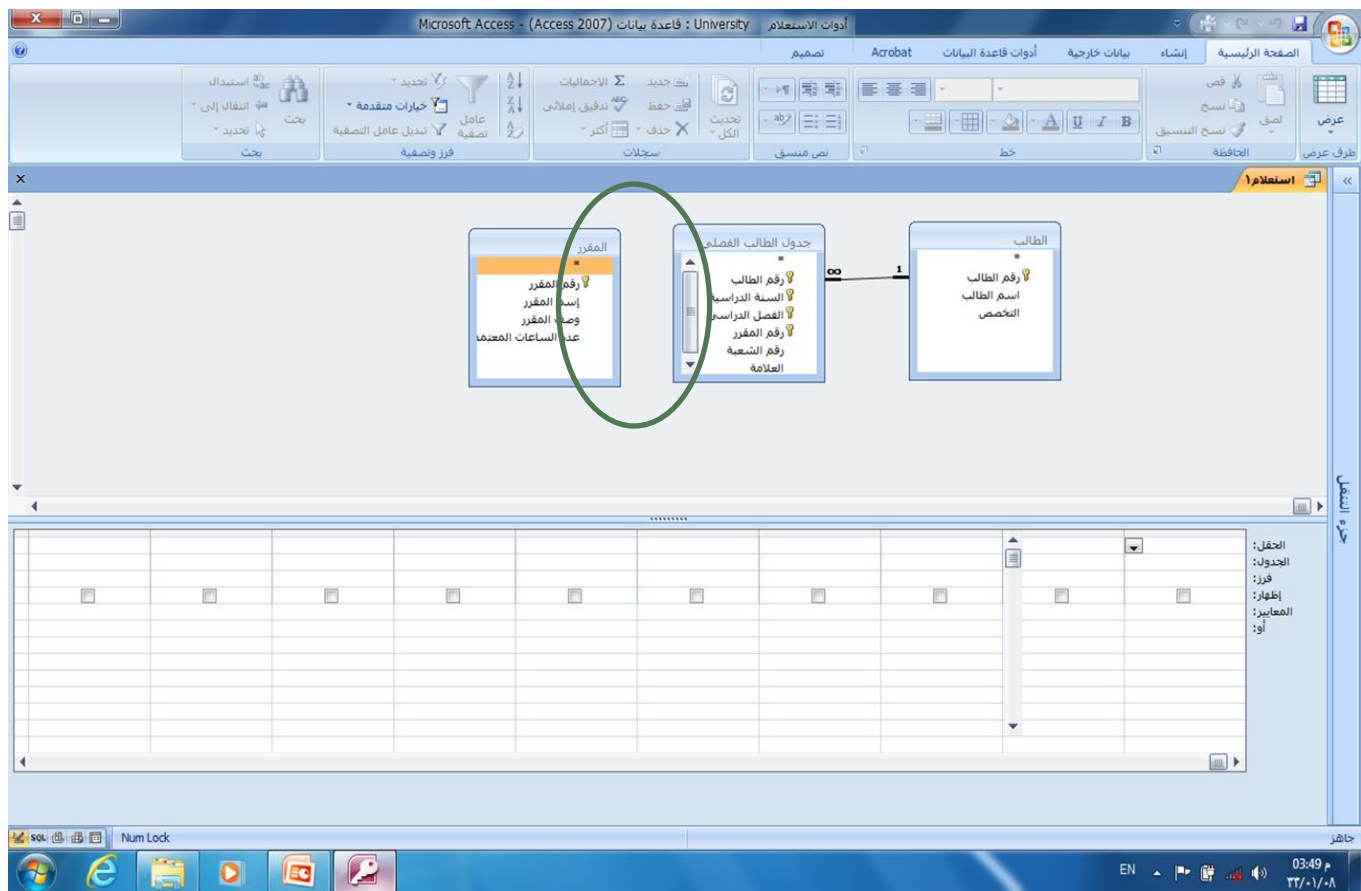 أدوات الاستعلام
University : قاعدة بيانات (Access 2007) - Microsoft Access
الصفحة الرئيسية
إنشاء
بيانات خارجية
أدوات قاعدة البيانات
Acrobat
تصميم
عرض
طرق عرض
لصق
قص
نسخ
نسخ التنسيق
الحافظة
B I U A
خط
نص منسق
تحديث الكل
جديد
حفظ
حذف
الاجماليات
تدقيق إملائي
أكثر
سجلات
عامل تصفية
تحديد
خيارات متقدمة
تبديل عامل التصفية
فرز وتصفية
بحث
استبدال
انتقال إلى
تحديد
بحث
استعلام١
الطالب
*
رقم الطالب
اسم الطالب
التخصص
1
∞
جدول الطالب الفصلي
*
رقم الطالب
السنة الدراسية
الفصل الدراسي
رقم المقرر
رقم الشعبة
العلامة
المقرر
*
رقم المقرر
إسم المقرر
وصف المقرر
عدد الساعات المعتمد
جزء التنقل
الحقل:
الجدول:
فرز:
إظهار:
المعايير:
أو:
جاهز
Num Lock
SQL
EN
03:49 م
٣٣/٠١/٠٨